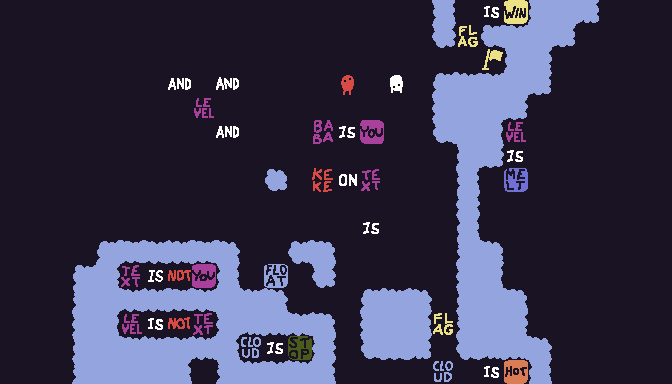 IS WIN
FLAG
AND AND
LEVEL
AND BABA IS YOU LEVEL
IS
KEKE ON TEXT MELT
IS
TEXT IS NOT YOU FLOAT
LEVEL IS NOT TEXT FLAG
CLOUD IS STOP
CLOUD IS HOT